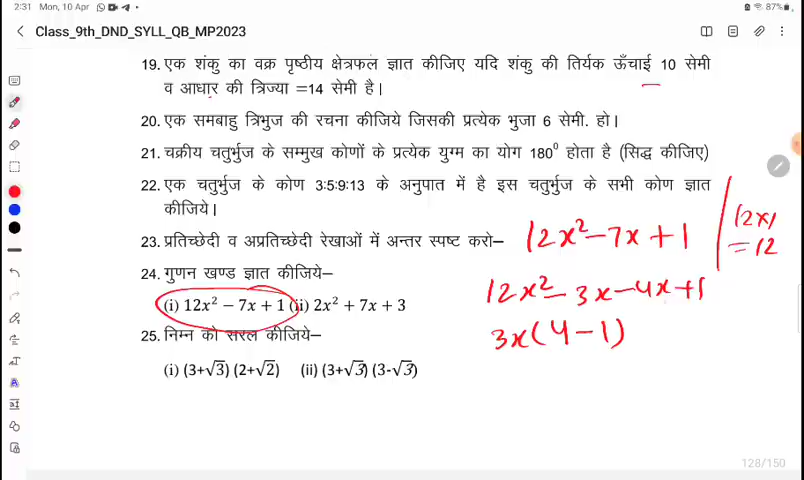 2:31 Mon, 10 Apr
87%
Class_9th_DND_SYLL_QB_MP2023
19. एक शंकु का वक्र पृष्ठीय क्षेत्रफल ज्ञात कीजिए यदि शंकु की तिर्यक ऊँचाई 10 सेमी
व आधार की त्रिज्या =14 सेमी है।
20. एक समबाहु त्रिभुज की रचना कीजिये जिसकी प्रत्येक भुजा 6 सेमी. हो।
21. चक्रीय चतुर्भुज के सम्मुख कोणों के प्रत्येक युग्म का योग 180⁰ होता है (सिद्ध कीजिए)
22. एक चतुर्भुज के कोण 3:5:9:13 के अनुपात में है इस चतुर्भुज के सभी कोण ज्ञात
कीजिये।
23. प्रतिच्छेदी व अप्रतिच्छेदी रेखाओं में अन्तर स्पष्ट करो–
24. गुणन खण्ड ज्ञात कीजिये–
(i) 12x² − 7x + 1 (ii) 2x² + 7x + 3
25. निम्न को सरल कीजिये–
(i) (3+√3) (2+√2) (ii) (3+√3) (3-√3)
12x² − 7x + 1
12x² − 3x − 4x + 1
3x(4 − 1)
12x1
= 12
128/150